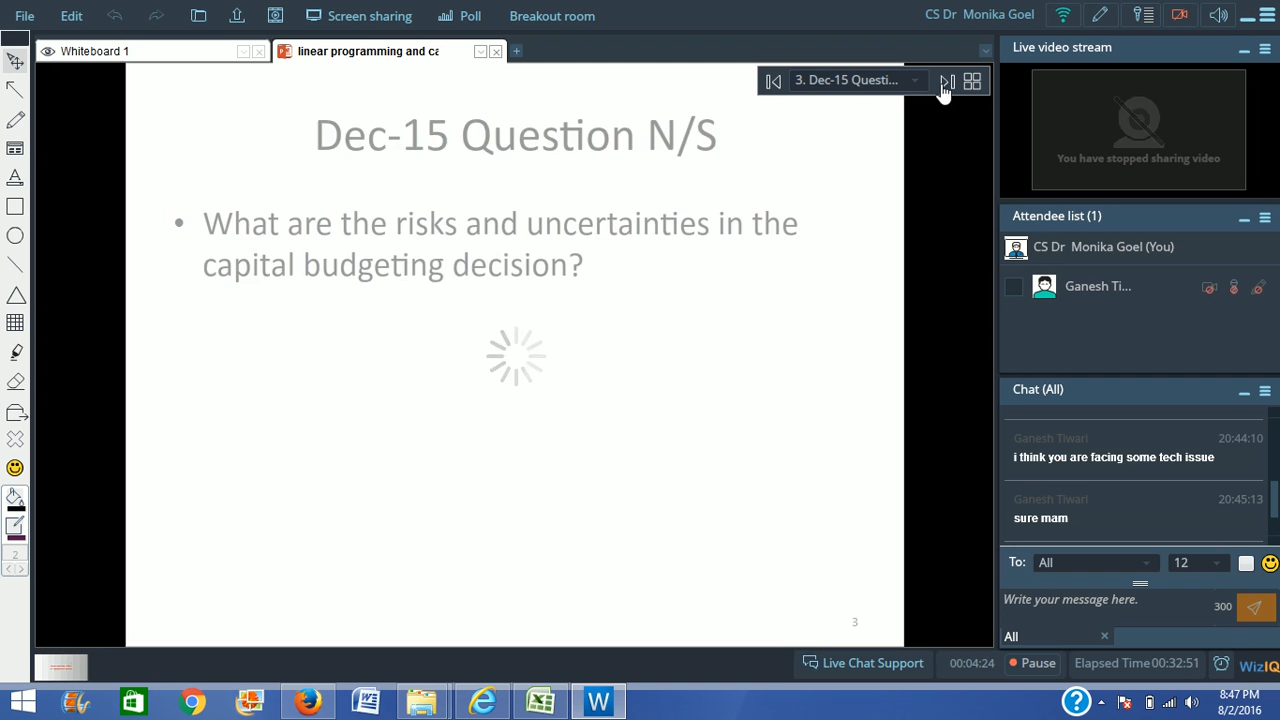 File Edit Screen sharing Poll Breakout room CS Dr Monika Goel
Whiteboard 1 linear programming and ca
Live video stream
3. Dec-15 Questi...
Dec-15 Question N/S
You have stopped sharing video
• What are the risks and uncertainties in the
capital budgeting decision?
Attendee list (1)
CS Dr Monika Goel (You)
Ganesh Ti...
Chat (All)
Ganesh Tiwari 20:44:10
i think you are facing some tech issue
Ganesh Tiwari 20:45:13
sure mam
2
To: All 12
Write your message here. 300
3
All
Live Chat Support 00:04:24 Pause Elapsed Time 00:32:51 WizIQ
8:47 PM
8/2/2016